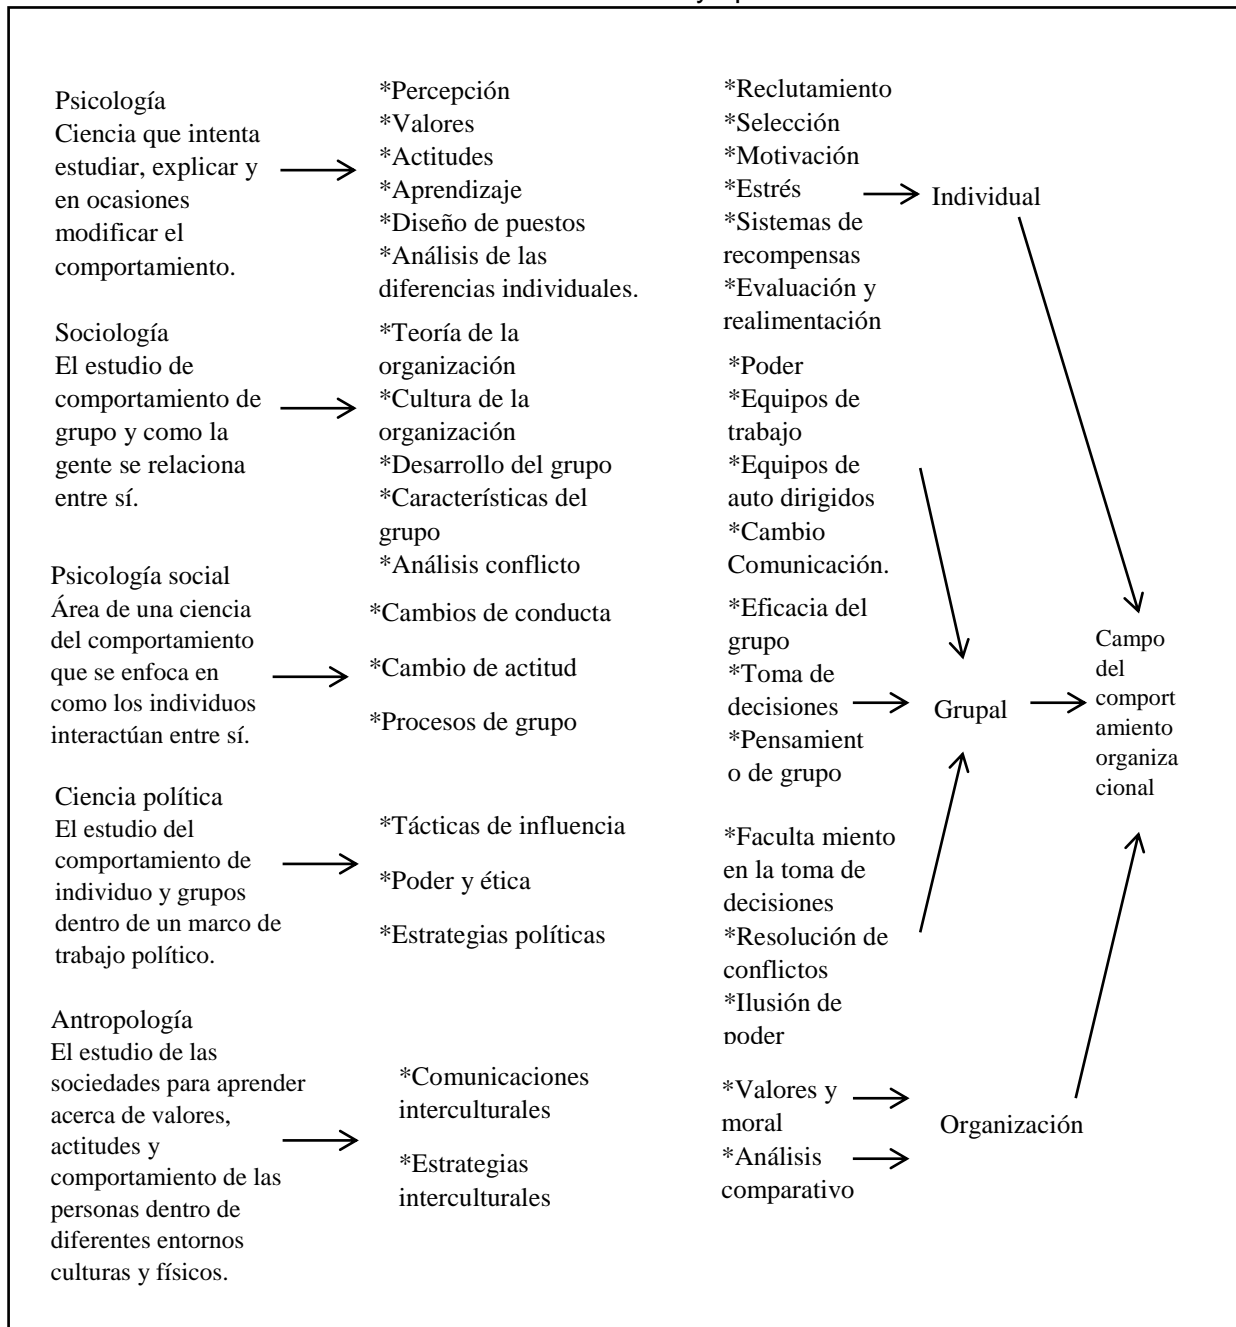 Psicología
Ciencia que intenta
estudiar, explicar y
en ocasiones
modificar el
comportamiento.
*Percepción
*Valores
*Actitudes
*Aprendizaje
*Diseño de puestos
*Análisis de las
diferencias individuales.
*Reclutamiento
*Selección
*Motivación
*Estrés
*Sistemas de
recompensas
*Evaluación y
realimentación
Individual
Sociología
El estudio de
comportamiento de
grupo y como la
gente se relaciona
entre sí.
*Teoría de la
organización
*Cultura de la
organización
*Desarrollo del grupo
*Características del
grupo
*Análisis conflicto
*Poder
*Equipos de
trabajo
*Equipos de
auto dirigidos
*Cambio
Comunicación.
Psicología social
Área de una ciencia
del comportamiento
que se enfoca en
como los individuos
interactúan entre sí.
*Cambios de conducta
*Cambio de actitud
*Procesos de grupo
*Eficacia del
grupo
*Toma de
decisiones
*Pensamient
o de grupo
Grupal
Campo
del
comport
amiento
organiza
cional
Ciencia política
El estudio del
comportamiento de
individuo y grupos
dentro de un marco de
trabajo político.
*Tácticas de influencia
*Poder y ética
*Estrategias políticas
*Faculta miento
en la toma de
decisiones
*Resolución de
conflictos
*Ilusión de
poder
Antropología
El estudio de las
sociedades para aprender
acerca de valores,
actitudes y
comportamiento de las
personas dentro de
diferentes entornos
culturas y físicos.
*Comunicaciones
interculturales
*Estrategias
interculturales
*Valores y
moral
*Análisis
comparativo
Organización